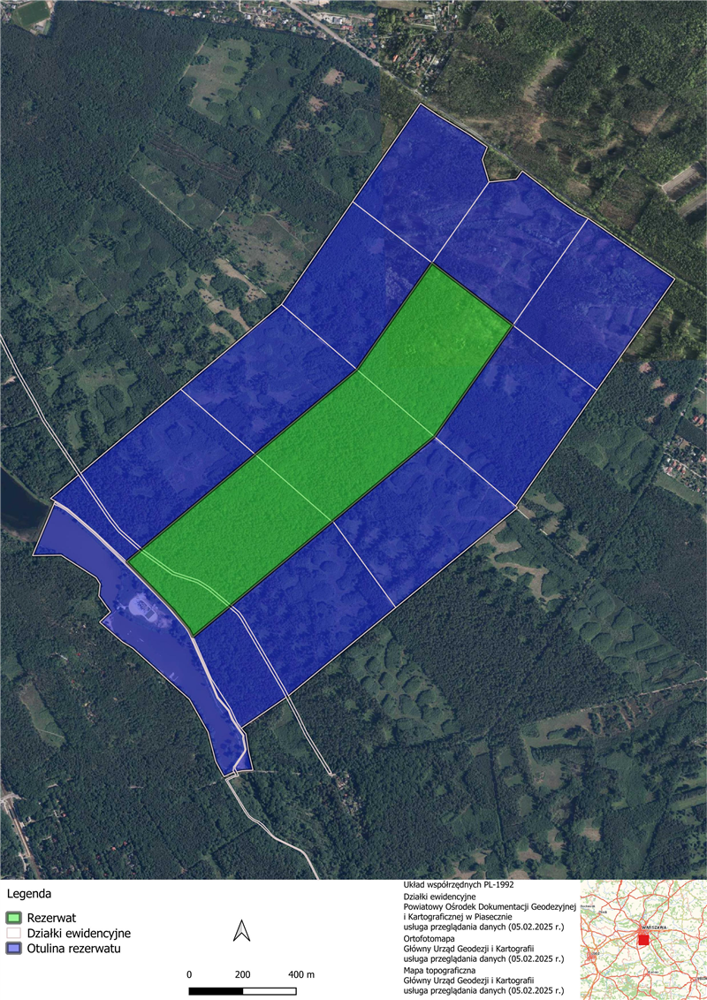 Legenda
Rezerwat
Działki ewidencyjne
Otulina rezerwatu
0 200 400 m
Układ współrzędnych PL-1992
Działki ewidencyjne
Powiatowy Ośrodek Dokumentacji Geodezyjnej
i Kartograficznej w Piasecznie
usługa przeglądania danych (05.02.2025 r.)
Ortofotomapa
Główny Urząd Geodezji i Kartografii
usługa przeglądania danych (05.02.2025 r.)
Mapa topograficzna
Główny Urząd Geodezji i Kartografii
usługa przeglądania danych (05.02.2025 r.)
WARSZAWA